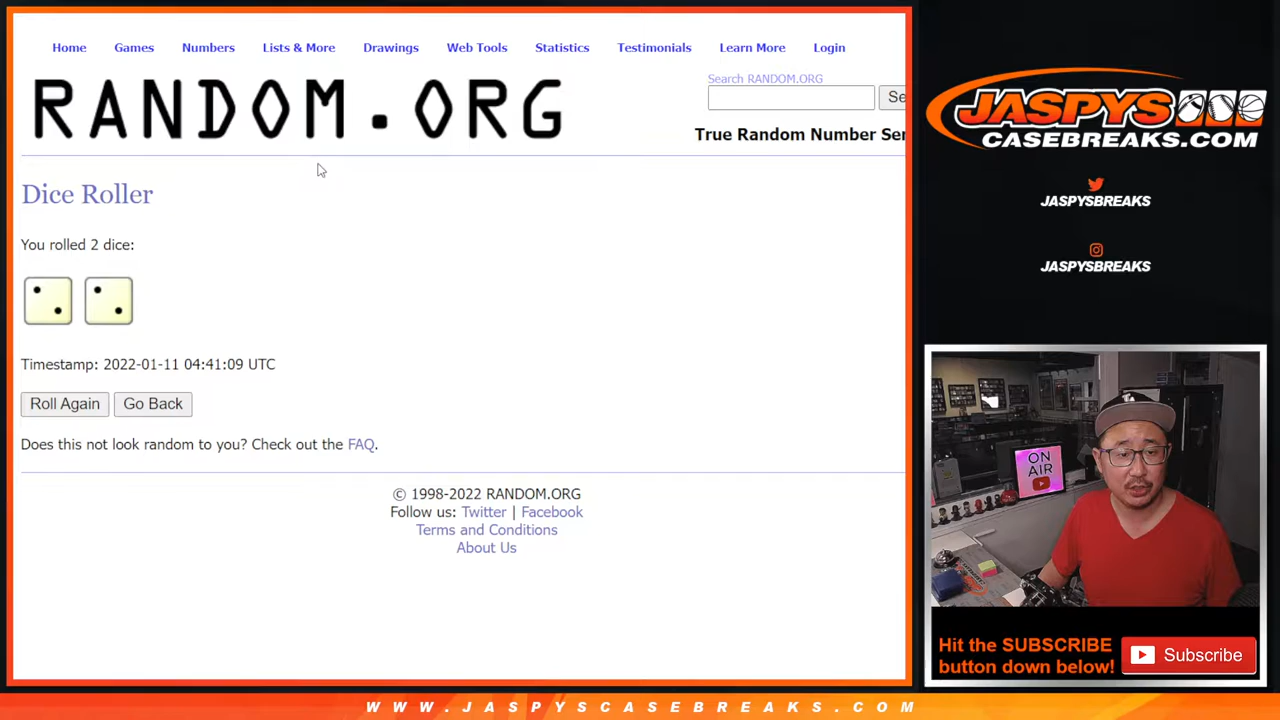 Home Games Numbers Lists & More Drawings Web Tools Statistics Testimonials Learn More Login
RANDOM.ORG
Search RANDOM.ORG
Se
True Random Number Ser
Dice Roller
You rolled 2 dice:
Timestamp: 2022-01-11 04:41:09 UTC
Roll Again Go Back
Does this not look random to you? Check out the FAQ.
© 1998-2022 RANDOM.ORG
Follow us: Twitter | Facebook
Terms and Conditions
About Us
JASPYS
CASEBREAKS.COM
JASPYSBREAKS
JASPYSBREAKS
ON
AIR
Hit the SUBSCRIBE
button down below!
Subscribe
WWW.JASPYSCASEBREAKS.COM